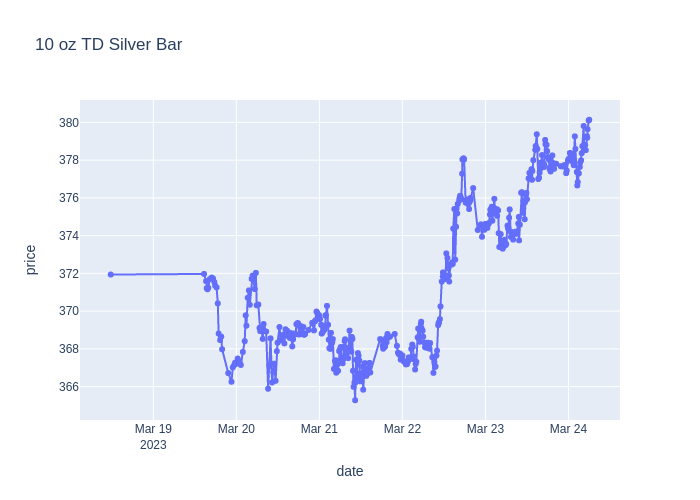 10 oz TD Silver Bar
price
380
378
376
374
372
370
368
366
Mar 19
2023
Mar 20
Mar 21
Mar 22
Mar 23
Mar 24
date